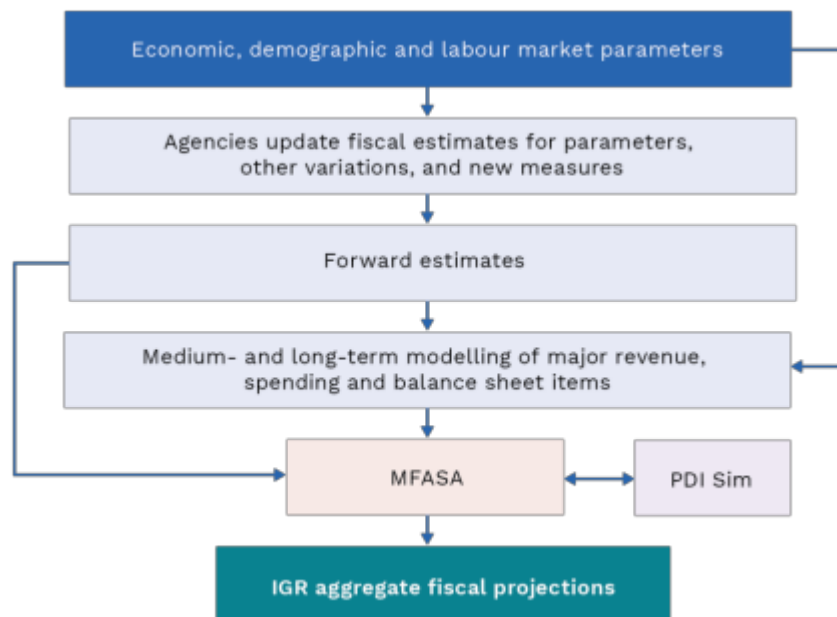 Economic, demographic and labour market parameters
Agencies update fiscal estimates for parameters,
other variations, and new measures
Forward estimates
Medium- and long-term modelling of major revenue,
spending and balance sheet items
MFASA
PDI Sim
IGR aggregate fiscal projections